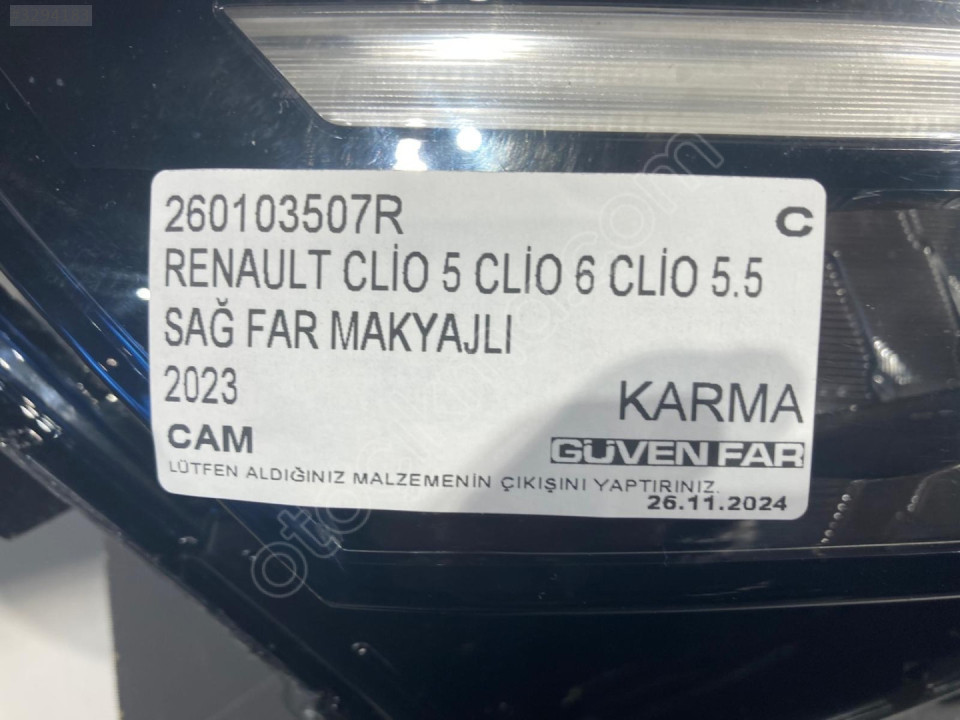 260103507R
C
RENAULT CLİO 5 CLİO 6 CLİO 5.5
SAĞ FAR MAKYAJLI
2023
KARMA
CAM
GÜVEN FAR
LÜTFEN ALDIĞINIZ MALZEMENİN ÇIKIŞINI YAPTIRINIZ.
26.11.2024